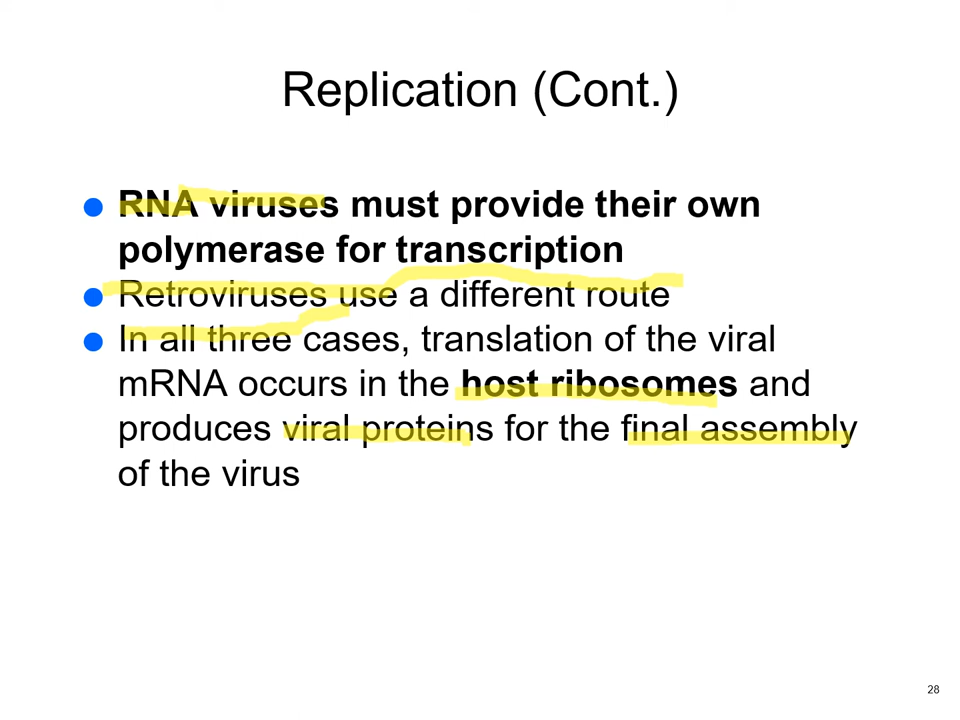 Replication (Cont.)
● RNA viruses must provide their own
polymerase for transcription
● Retroviruses use a different route
● In all three cases, translation of the viral
mRNA occurs in the host ribosomes and
produces viral proteins for the final assembly
of the virus
28